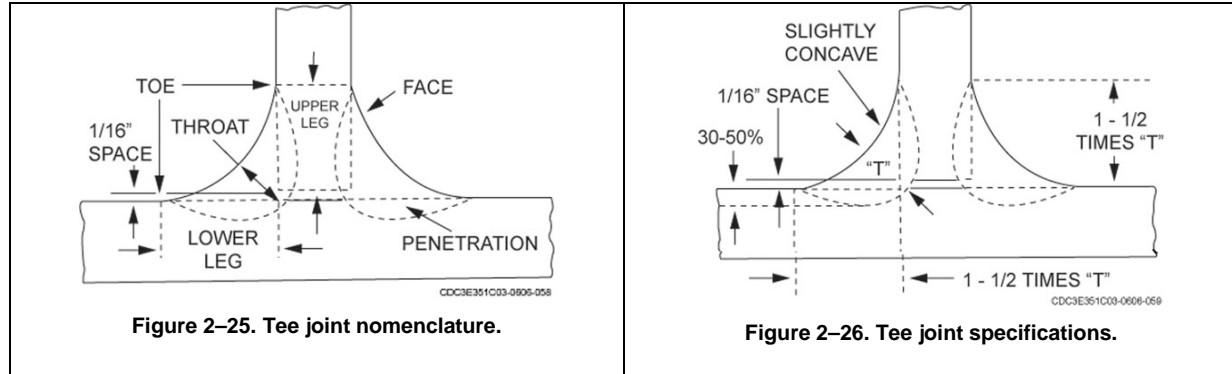 TOE
1/16"
SPACE
THROAT
UPPER
LEG
FACE
LOWER
LEG
PENETRATION
CDC3E351C03-0606-058
Figure 2–25. Tee joint nomenclature.
SLIGHTLY
CONCAVE
1/16" SPACE
30-50%
"T"
1 - 1/2
TIMES "T"
1 - 1/2 TIMES "T"
CDC3E351C03-0606-059
Figure 2–26. Tee joint specifications.